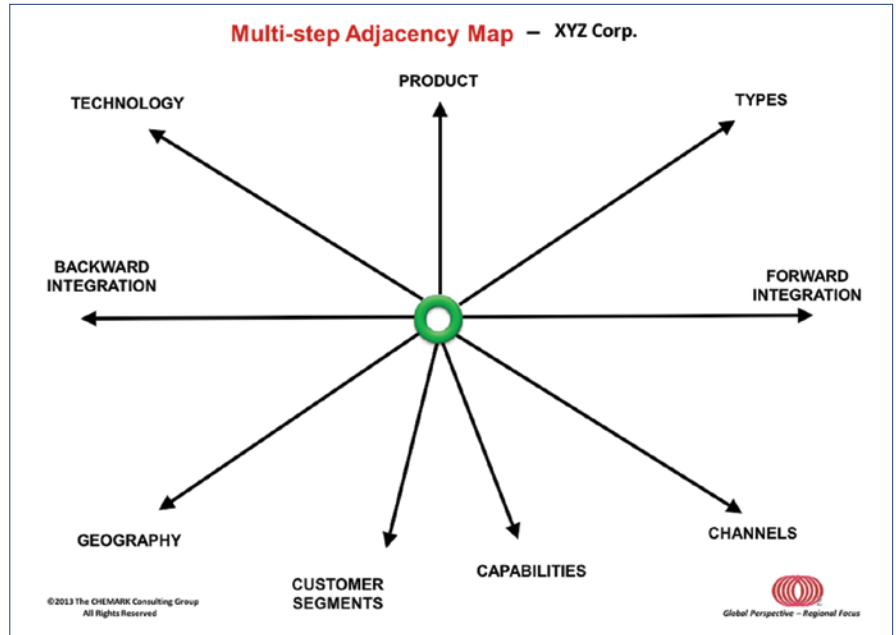 Multi-step Adjacency Map – XYZ Corp.
PRODUCT
TECHNOLOGY
TYPES
BACKWARD
INTEGRATION
FORWARD
INTEGRATION
GEOGRAPHY
CHANNELS
CUSTOMER
SEGMENTS
CAPABILITIES
©2013 The CHEMARK Consulting Group
All Rights Reserved
Global Perspective – Regional Focus